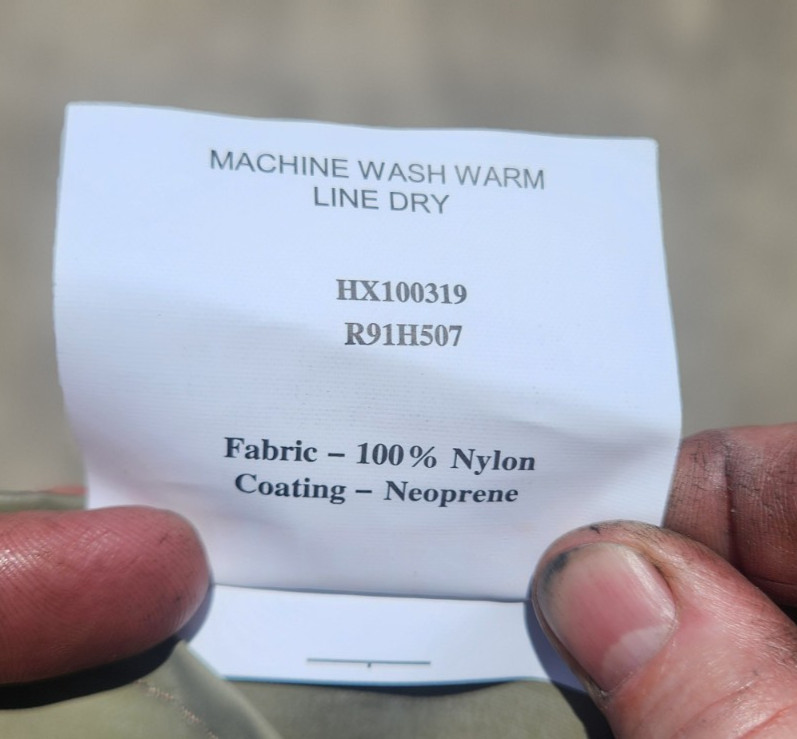 MACHINE WASH WARM
LINE DRY
HX100319
R91H507
Fabric – 100% Nylon
Coating – Neoprene